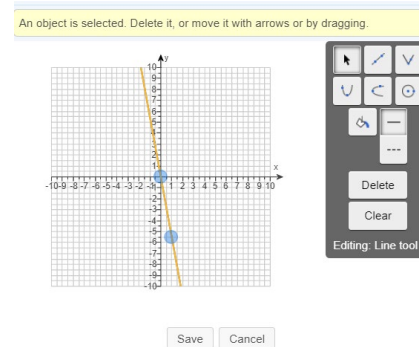 An object is selected. Delete it, or move it with arrows or by dragging.
y
10
9
8
7
6
5
4
3
2
1
x
-10 -9 -8 -7 -6 -5 -4 -3 -2 -1 1 2 3 4 5 6 7 8 9 10
-2
-3
-4
-5
-6
-7
-8
-9
-10
Delete
Clear
Editing: Line tool
Save Cancel